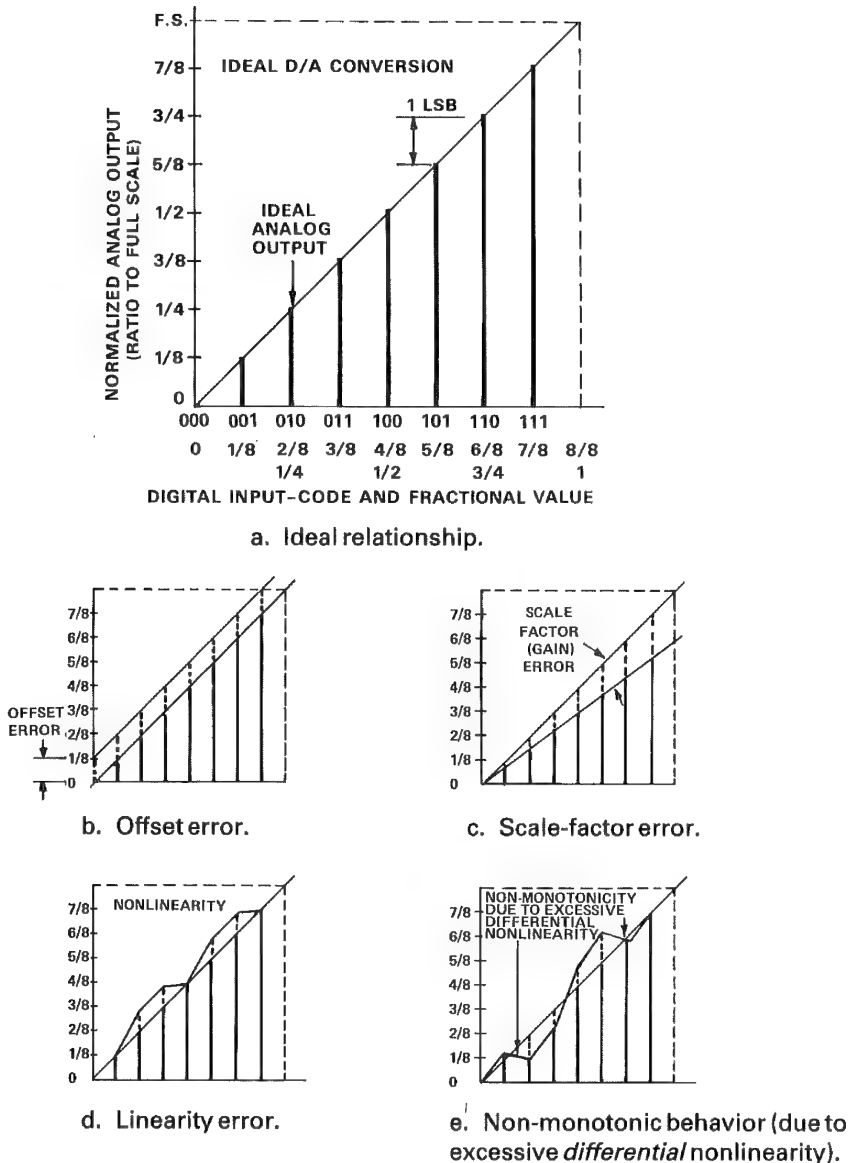 F.S.
7/8
IDEAL D/A CONVERSION
3/4
1 LSB
5/8
1/2
IDEAL
ANALOG
OUTPUT
3/8
1/4
1/8
0
NORMALIZED ANALOG OUTPUT
(RATIO TO FULL SCALE)
000 001 010 011 100 101 110 111
0 1/8 2/8 3/8 4/8 5/8 6/8 7/8 8/8
1/4 1/2 3/4 1
DIGITAL INPUT-CODE AND FRACTIONAL VALUE
a. Ideal relationship.
7/8
6/8
5/8
4/8
3/8
2/8
1/8
0
OFFSET
ERROR
b. Offset error.
7/8
6/8
5/8
4/8
3/8
2/8
1/8
0
SCALE
FACTOR
(GAIN)
ERROR
c. Scale-factor error.
NONLINEARITY
7/8
6/8
5/8
4/8
3/8
2/8
1/8
0
d. Linearity error.
NON-MONOTONICITY
DUE TO EXCESSIVE
DIFFERENTIAL
NONLINEARITY
7/8
6/8
5/8
4/8
3/8
2/8
1/8
0
e. Non-monotonic behavior (due to
excessive differential nonlinearity).